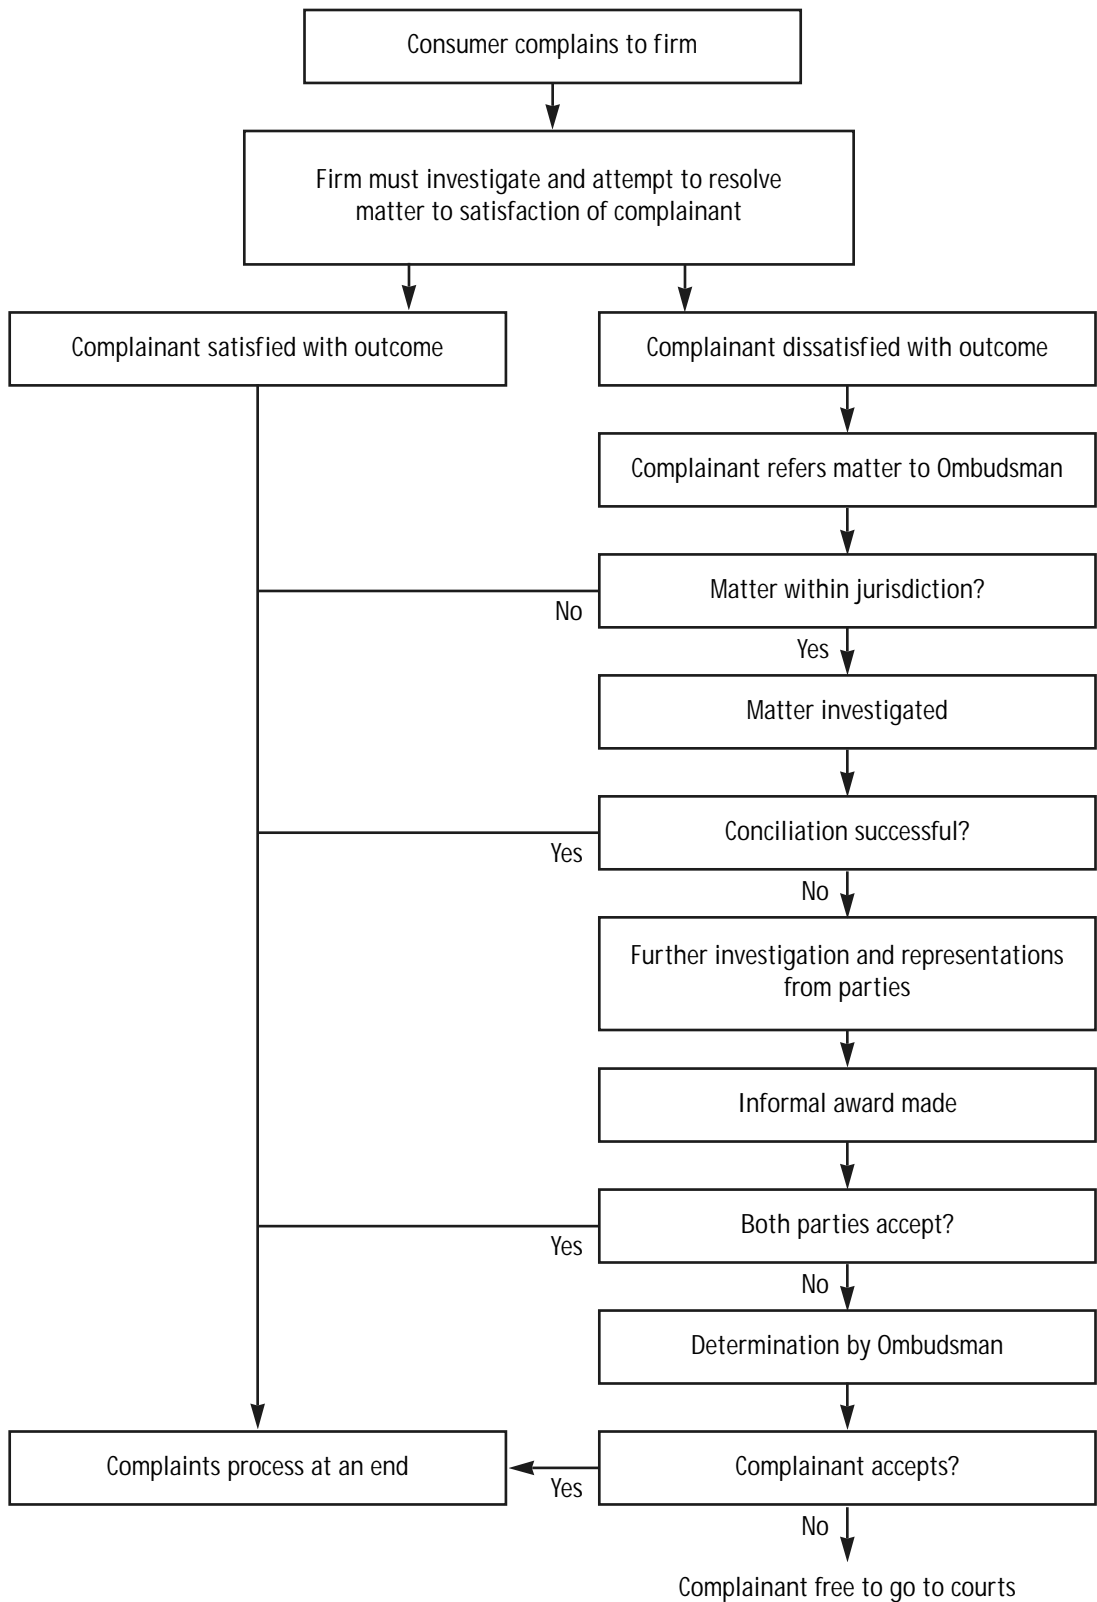 Consumer complains to firm
Firm must investigate and attempt to resolve
matter to satisfaction of complainant
Complainant satisfied with outcome
Complainant dissatisfied with outcome
Complainant refers matter to Ombudsman
Matter within jurisdiction?
No
Yes
Matter investigated
Conciliation successful?
Yes
No
Further investigation and representations
from parties
Informal award made
Both parties accept?
Yes
No
Determination by Ombudsman
Complaints process at an end
Complainant accepts?
Yes
No
Complainant free to go to courts